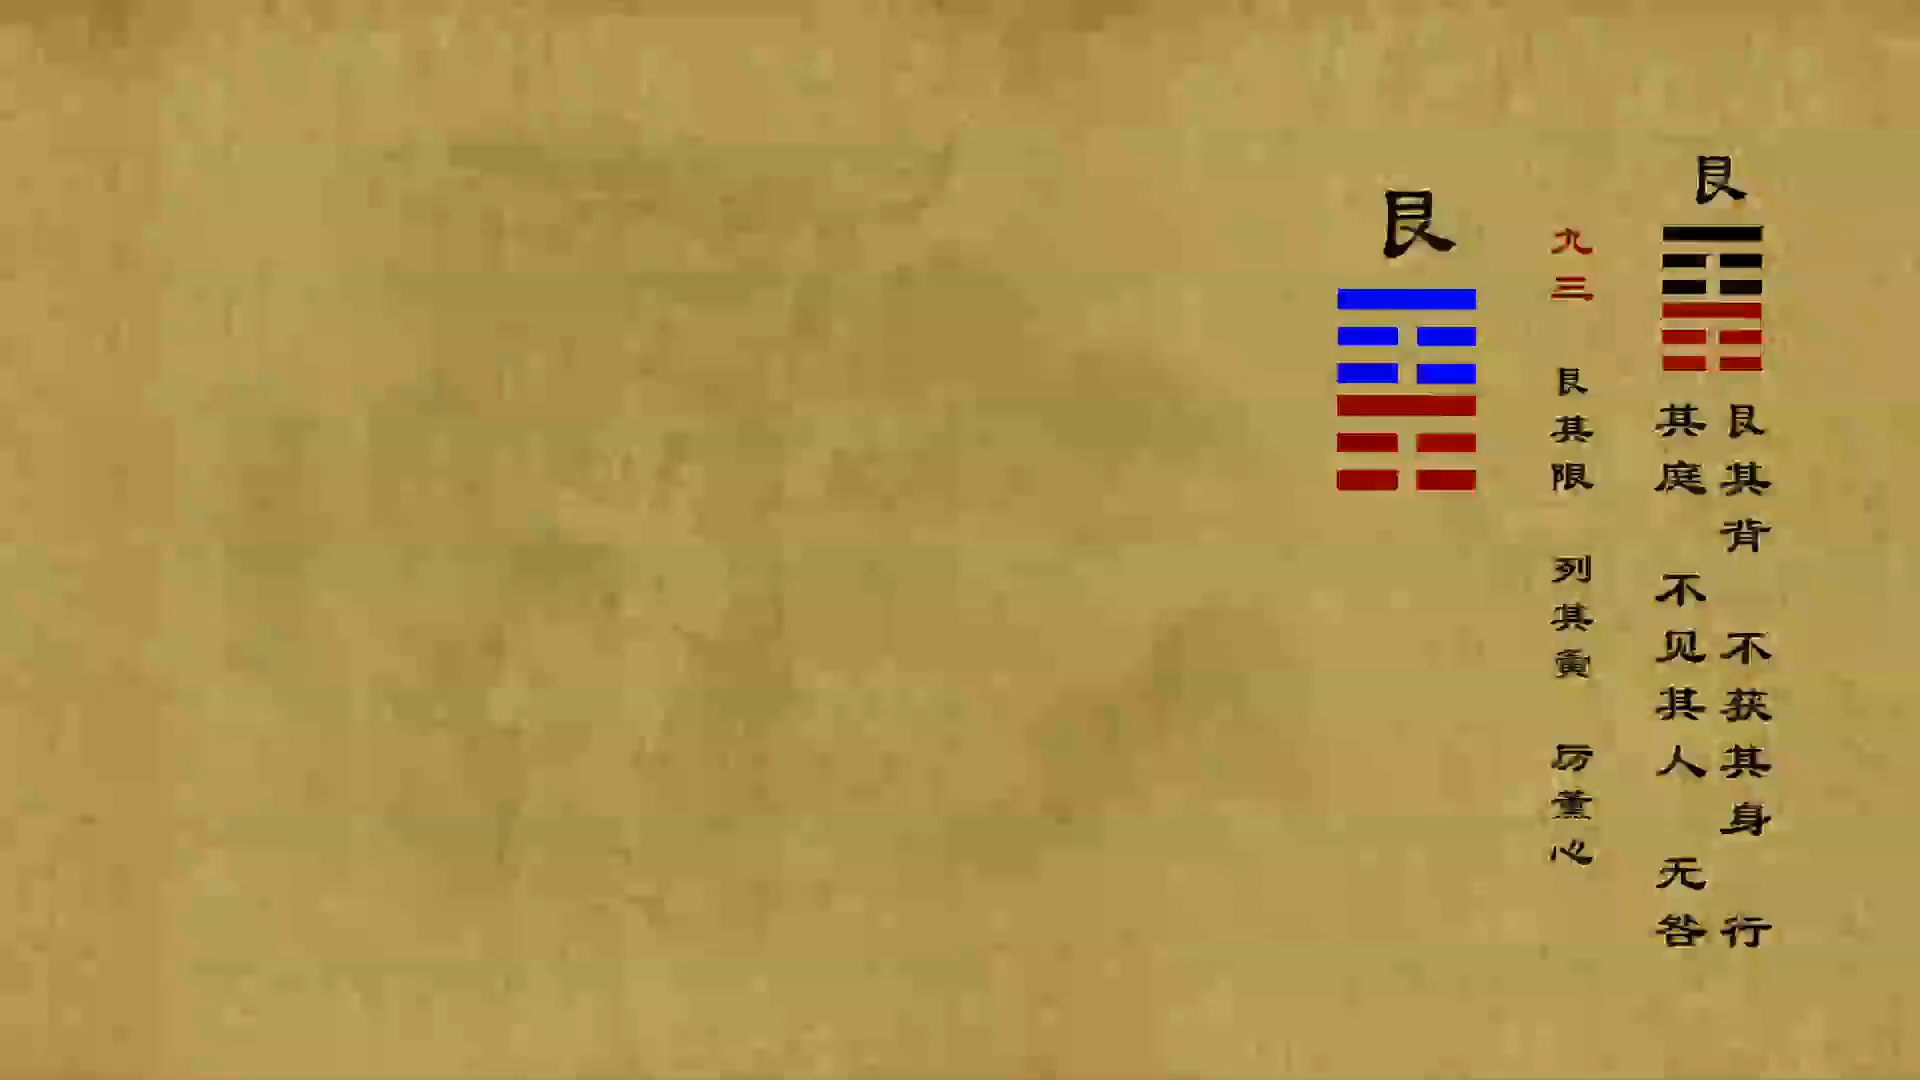 艮
艮其背 不获其身 行
其庭 不见其人 无咎
九三 艮其限 列其夤 厉薰心
艮